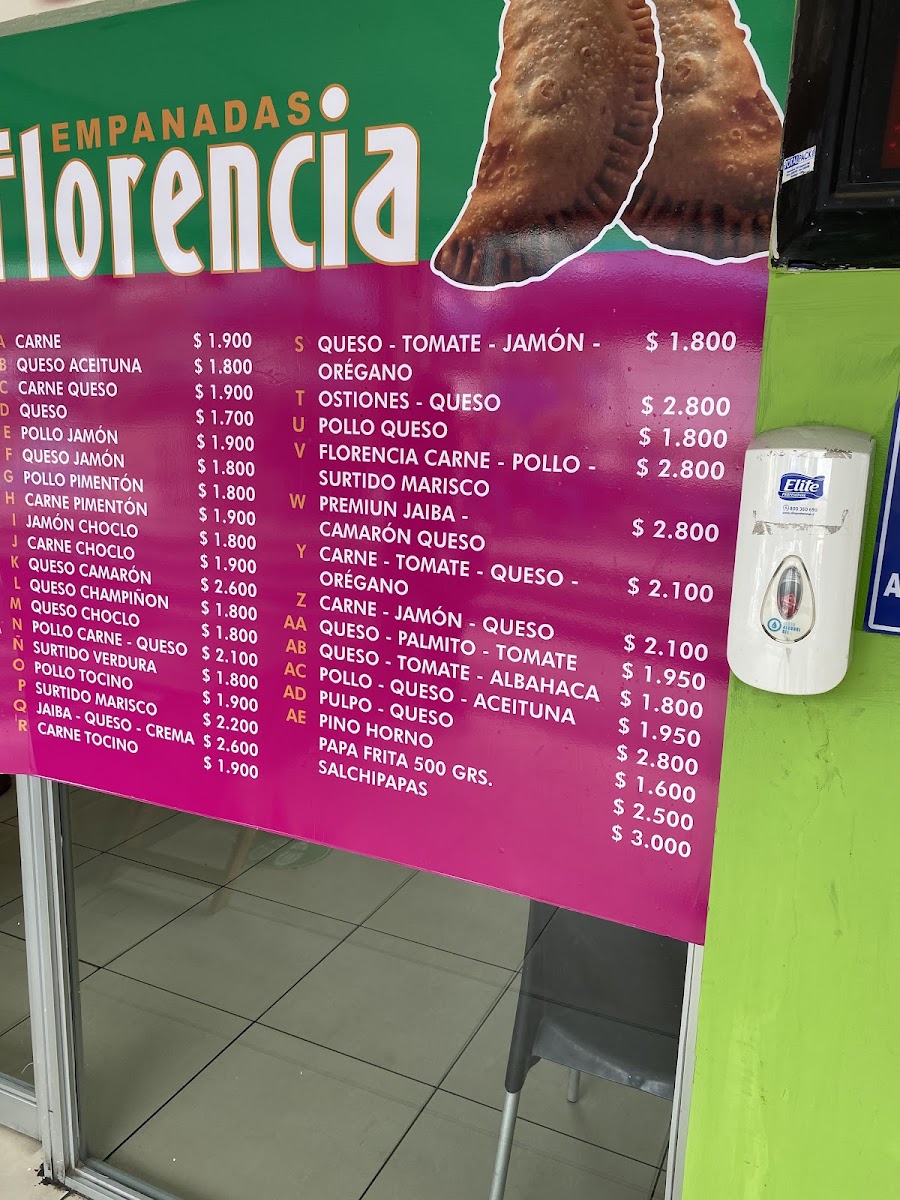 EMPANADAS
florencia
A CARNE $ 1.900
B QUESO ACEITUNA $ 1.800
C CARNE QUESO $ 1.900
D QUESO $ 1.700
E POLLO JAMÓN $ 1.900
F QUESO JAMÓN $ 1.800
G POLLO PIMENTÓN $ 1.800
H CARNE PIMENTÓN $ 1.900
I JAMÓN CHOCLO $ 1.800
J CARNE CHOCLO $ 1.900
K QUESO CAMARÓN $ 2.600
L QUESO CHAMPIÑON $ 1.800
M QUESO CHOCLO $ 1.800
N POLLO CARNE - QUESO $ 2.100
Ñ SURTIDO VERDURA $ 1.800
O POLLO TOCINO $ 1.900
P SURTIDO MARISCO $ 2.200
Q JAIBA - QUESO - CREMA $ 2.600
R CARNE TOCINO $ 1.900
S QUESO - TOMATE - JAMÓN - $ 1.800
ORÉGANO
T OSTIONES - QUESO $ 2.800
U POLLO QUESO $ 1.800
V FLORENCIA CARNE - POLLO - $ 2.800
SURTIDO MARISCO
W PREMIUN JAIBA - $ 2.800
CAMARÓN QUESO
Y CARNE - TOMATE - QUESO - $ 2.100
ORÉGANO
Z CARNE - JAMÓN - QUESO $ 2.100
AA QUESO - PALMITO - TOMATE $ 1.950
AB QUESO - TOMATE - ALBAHACA $ 1.800
AC POLLO - QUESO - ACEITUNA $ 1.950
AD PULPO - QUESO $ 2.800
AE PINO HORNO $ 1.600
PAPA FRITA 500 GRS. $ 2.500
SALCHIPAPAS $ 3.000
Elite
ALCOHOL
GEL
A